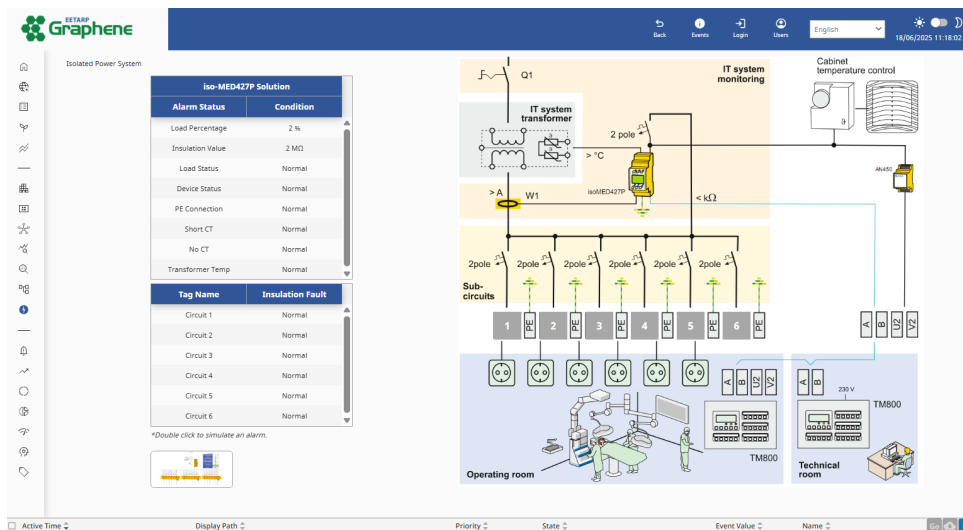 EETARP
Graphene
Back
Events
Login
Users
English
18/06/2025 11:18:02
Isolated Power System
iso-MED427P Solution
Alarm Status Condition
Load Percentage 2 %
Insulation Value 2 MΩ
Load Status Normal
Device Status Normal
PE Connection Normal
Short CT Normal
No CT Normal
Transformer Temp Normal
Tag Name Insulation Fault
Circuit 1 Normal
Circuit 2 Normal
Circuit 3 Normal
Circuit 4 Normal
Circuit 5 Normal
Circuit 6 Normal
*Double click to simulate an alarm.
Q1
IT system
monitoring
Cabinet
temperature control
IT system
transformer
2 pole
3
3
> °C
isoMED427P
AN450
> A
W1
< kΩ
2pole 2pole 2pole 2pole 2pole 2pole
Sub-
circuits
1 PE 2 PE 3 PE 4 PE 5 PE 6 PE
A B U2 V2
A B U2 V2
A B
230 V
TM800
TM800
Operating room
Technical
room
Active Time Display Path Priority State Event Value Name Go